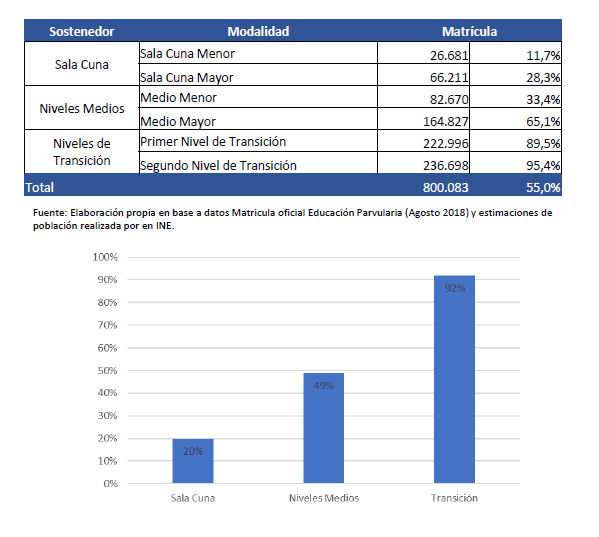 Sostenedor Modalidad Matrícula
Sala Cuna
Sala Cuna Menor 26.681 11,7%
Sala Cuna Mayor 66.211 28,3%
Niveles Medios
Medio Menor 82.670 33,4%
Medio Mayor 164.827 65,1%
Niveles de
Transición
Primer Nivel de Transición 222.996 89,5%
Segundo Nivel de Transición 236.698 95,4%
Total 800.083 55,0%
Fuente: Elaboración propia en base a datos Matricula oficial Educación Parvularia (Agosto 2018) y estimaciones de
población realizada por en INE.
100%
90%
80%
70%
60%
50%
40%
30%
20%
10%
0%
20%
49%
92%
Sala Cuna Niveles Medios Transición